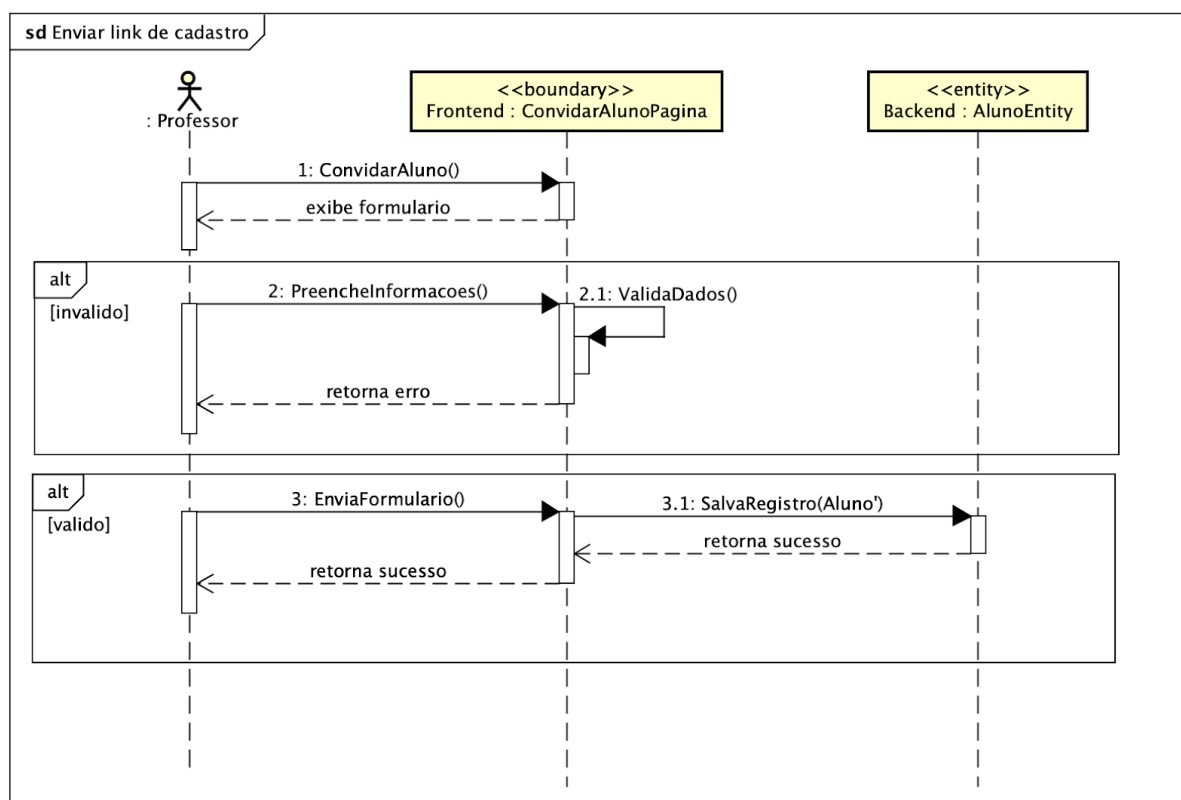 sd Enviar link de cadastro
: Professor
<<boundary>>
Frontend : ConvidarAlunoPagina
<<entity>>
Backend : AlunoEntity
1: ConvidarAluno()
exibe formulario
alt
[invalido]
2: PreencheInformacoes()
2.1: ValidaDados()
retorna erro
alt
[valido]
3: EnviaFormulario()
3.1: SalvaRegistro(Aluno')
retorna sucesso
retorna sucesso